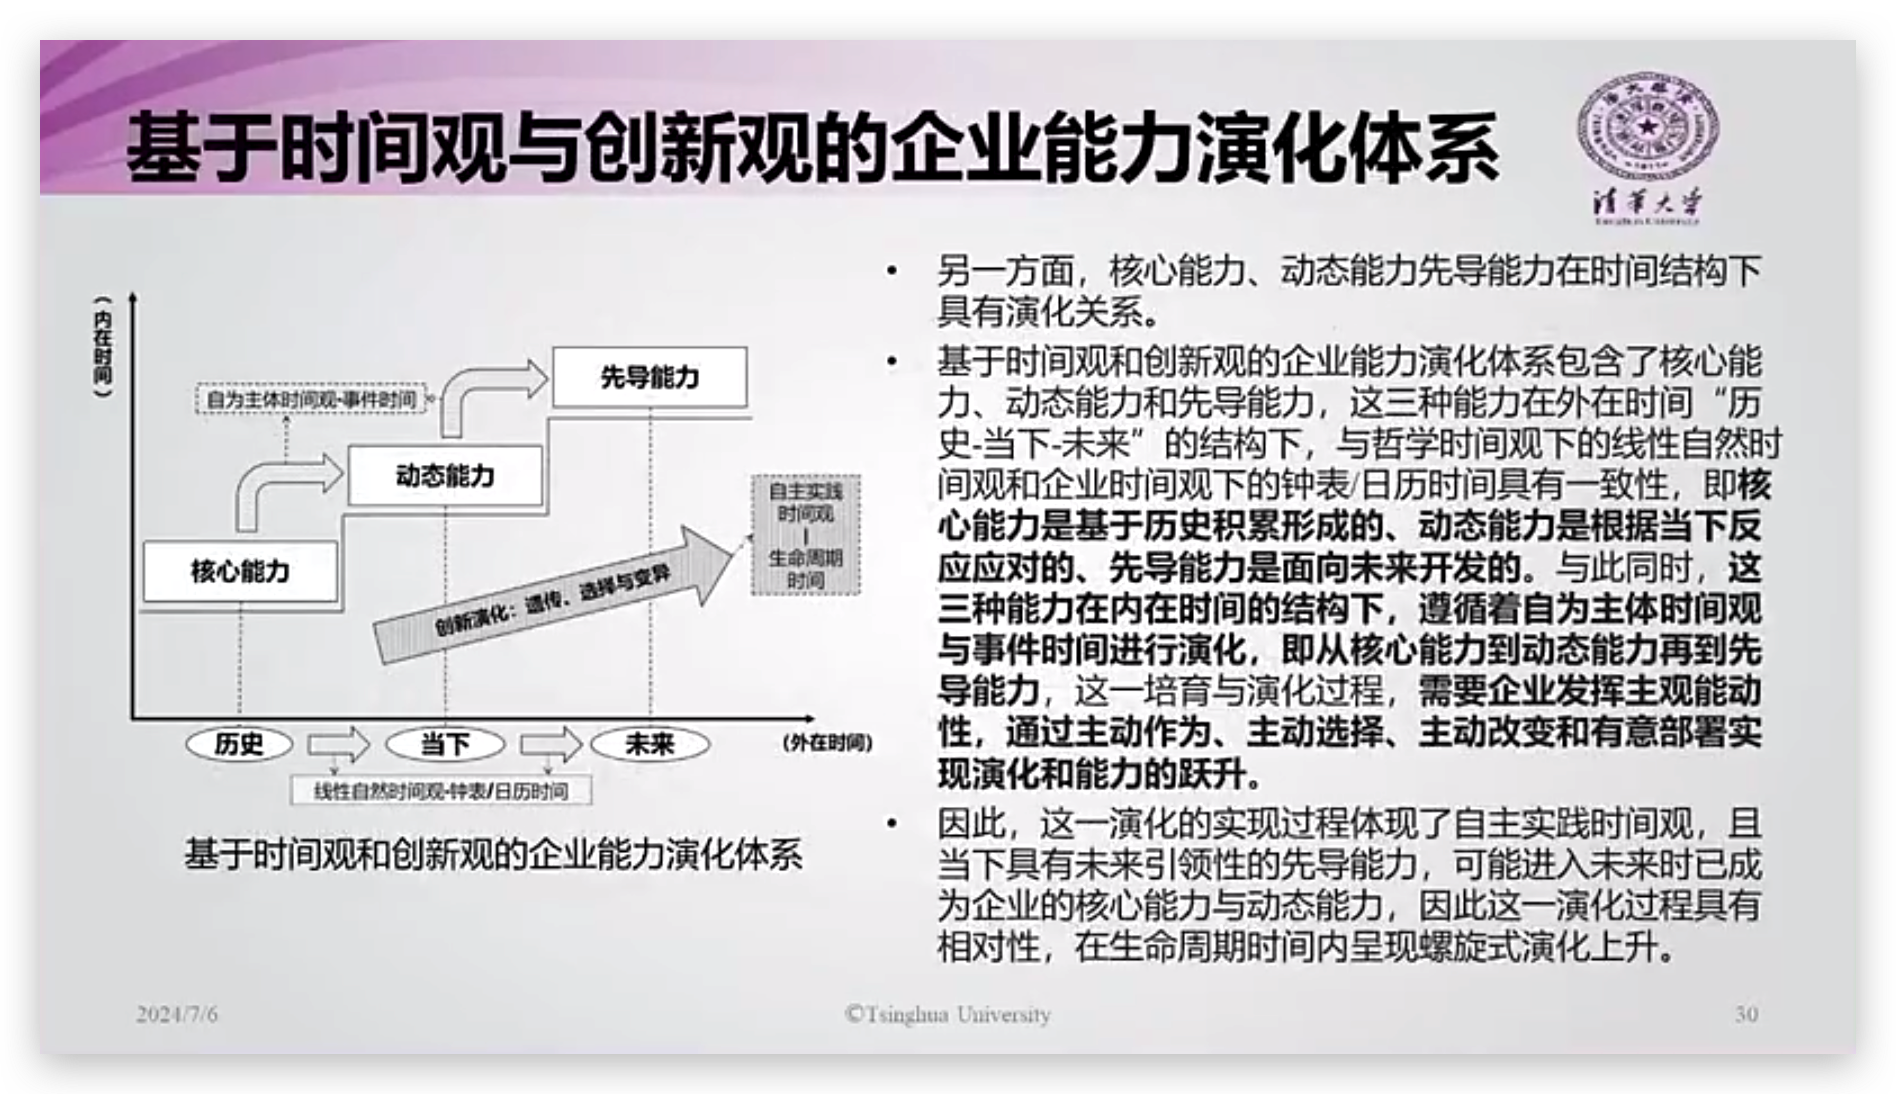 基于时间观与创新观的企业能力演化体系
清华大学
Tsinghua University
（内在时间）
先导能力
自为主体时间观-事件时间
动态能力
核心能力
自主实践
时间观
|
生命周期
时间
创新演化：遗传、选择与变异
历史
当下
未来
（外在时间）
线性自然时间观-钟表/日历时间
基于时间观和创新观的企业能力演化体系
• 另一方面，核心能力、动态能力先导能力在时间结构下
具有演化关系。
• 基于时间观和创新观的企业能力演化体系包含了核心能
力、动态能力和先导能力，这三种能力在外在时间“历
史-当下-未来”的结构下，与哲学时间观下的线性自然时
间观和企业时间观下的钟表/日历时间具有一致性，即核
心能力是基于历史积累形成的、动态能力是根据当下反
应应对的、先导能力是面向未来开发的。与此同时，这
三种能力在内在时间的结构下，遵循着自为主体时间观
与事件时间进行演化，即从核心能力到动态能力再到先
导能力，这一培育与演化过程，需要企业发挥主观能动
性，通过主动作为、主动选择、主动改变和有意部署实
现演化和能力的跃升。
• 因此，这一演化的实现过程体现了自主实践时间观，且
当下具有未来引领性的先导能力，可能进入未来时已成
为企业的核心能力与动态能力，因此这一演化过程具有
相对性，在生命周期时间内呈现螺旋式演化上升。
2024/7/6
©Tsinghua University
30